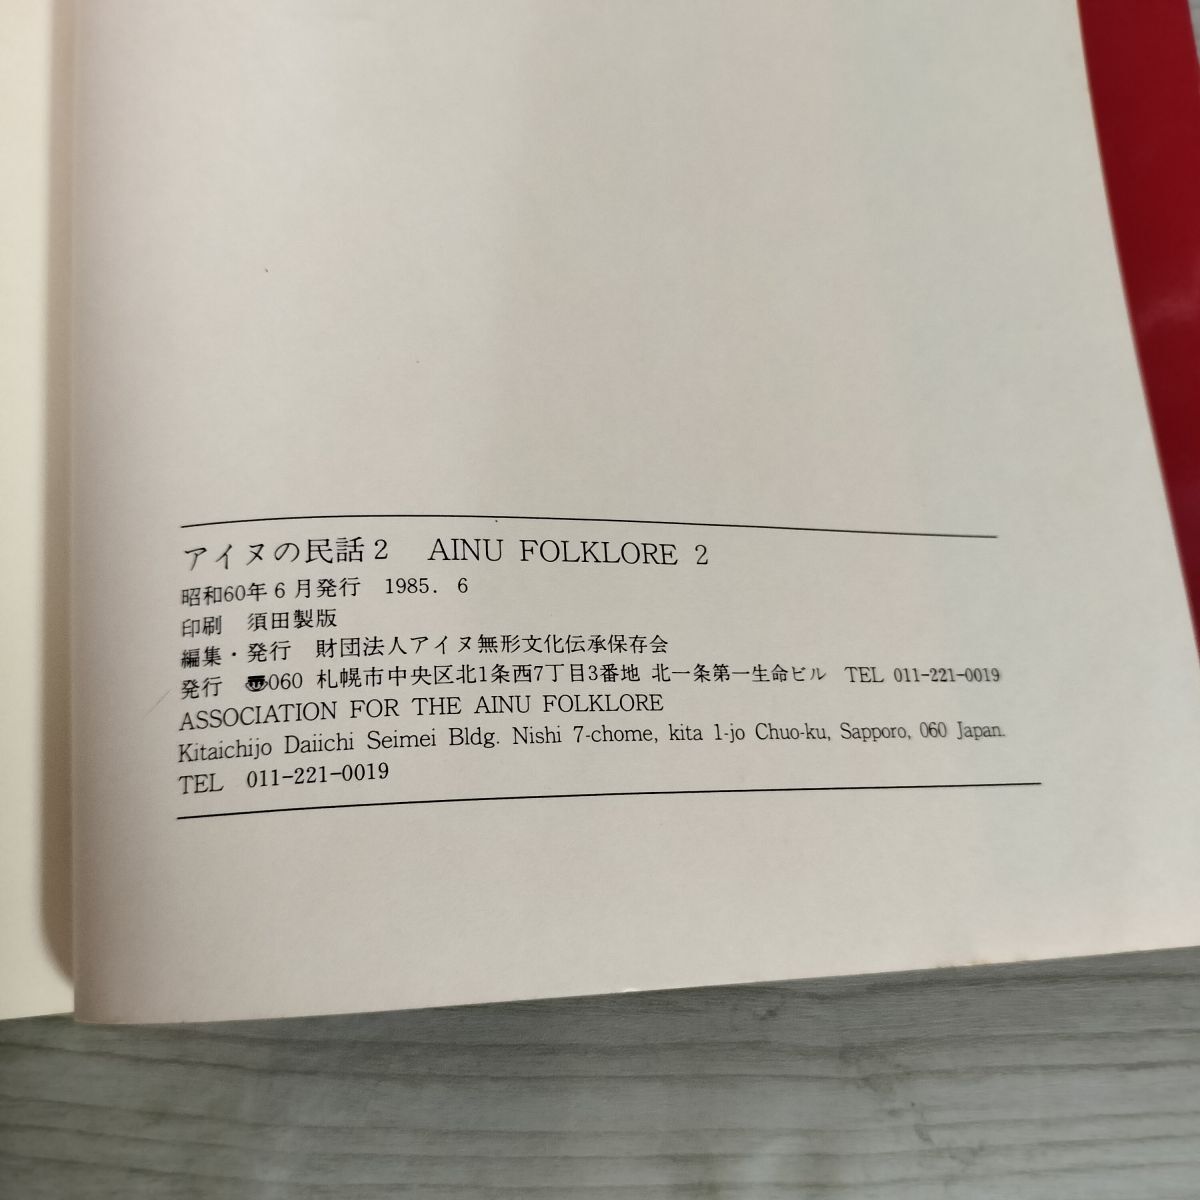 アイヌの民話2 AINU FOLKLORE 2
昭和60年6月発行 1985. 6
印刷 須田製版
編集・発行 財団法人アイヌ無形文化伝承保存会
発行 〠060 札幌市中央区北1条西7丁目3番地 北一条第一生命ビル TEL 011-221-0019
ASSOCIATION FOR THE AINU FOLKLORE
Kitaichijo Daiichi Seimei Bldg. Nishi 7-chome, kita 1-jo Chuo-ku, Sapporo, 060 Japan.
TEL 011-221-0019